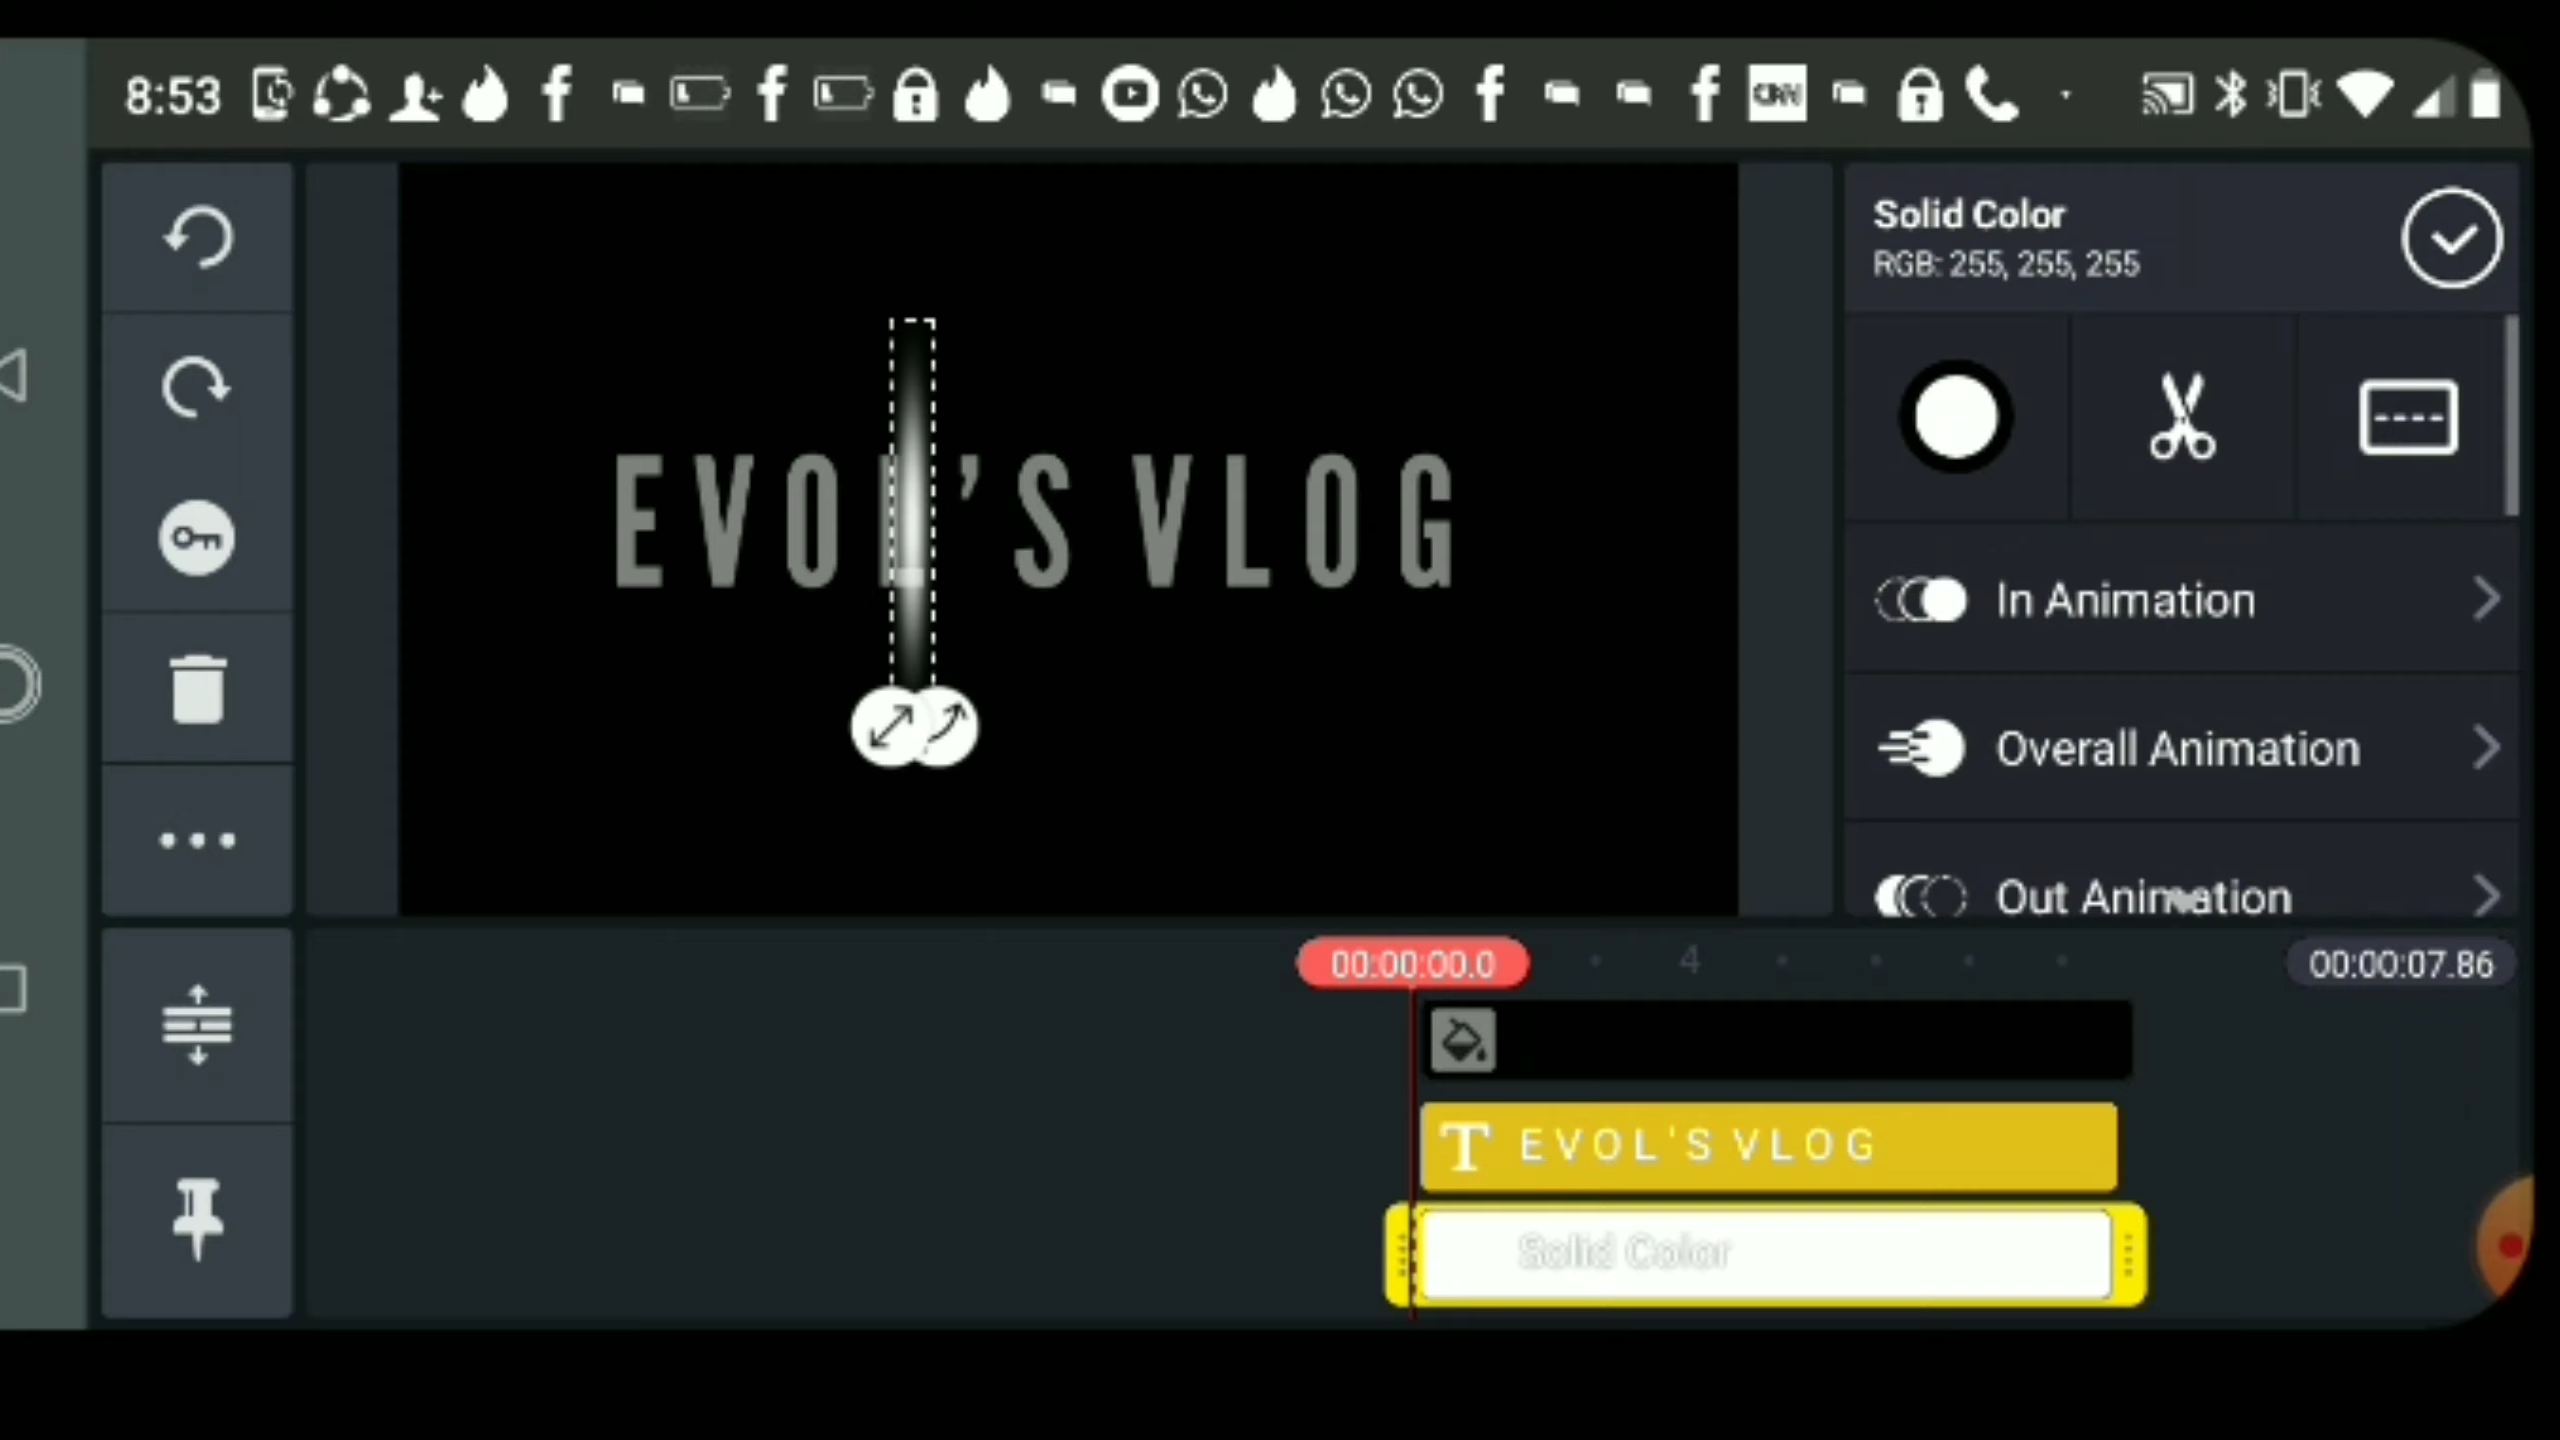 8:53
CNN
Solid Color
RGB: 255, 255, 255
EVOL'S VLOG
In Animation
Overall Animation
Out Animation
00:00:00.0
4
00:00:07.86
T EVOL'S VLOG
Solid Color